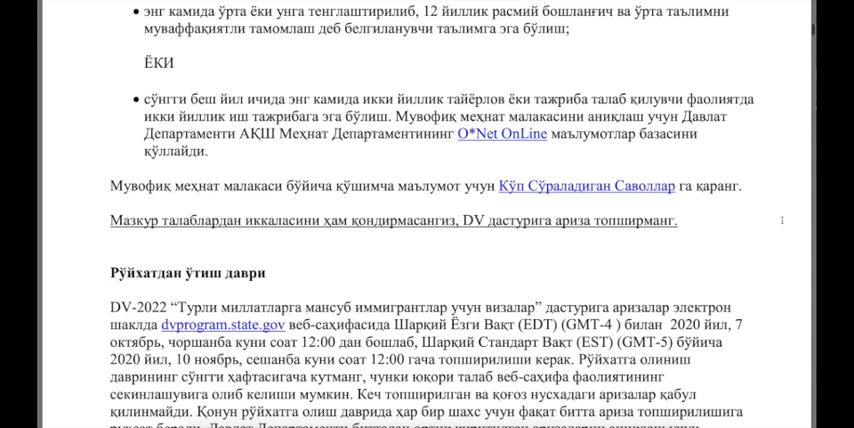 энг камида ўрта ёки унга тенглаштирилиб, 12 йиллик расмий бошланғич ва ўрта таълимни
муваффақиятли тамомлаш деб белгиланувчи таълимга эга бўлиш;
ЁКИ
сўнгги беш йил ичида энг камида икки йиллик тайёрлов ёки тажриба талаб қилувчи фаолиятда
икки йиллик иш тажрибага эга бўлиш. Мувофиқ меҳнат малакасини аниқлаш учун Давлат
Департаменти АҚШ Меҳнат Департаментининг O*Net OnLine маълумотлар базасини
қўллайди.
Мувофиқ меҳнат малакаси бўйича қўшимча маълумот учун Кўп Сўраладиган Саволлар га қаранг.
Мазкур талаблардан иккаласини ҳам қондирмасангиз, DV дастурига ариза топширманг.
Рўйхатдан ўтиш даври
DV-2022 “Турли миллатларга мансуб иммигрантлар учун визалар” дастурига аризалар электрон
шаклда dvprogram.state.gov веб-саҳифасида Шарқий Ёзги Вақт (EDT) (GMT-4 ) билан 2020 йил, 7
октябрь, чоршанба куни соат 12:00 дан бошлаб, Шарқий Стандарт Вақт (EST) (GMT-5) бўйича
2020 йил, 10 ноябрь, сешанба куни соат 12:00 гача топширилиши керак. Рўйхатга олиниш
даврининг сўнгги ҳафтасигача кутманг, чунки юқори талаб веб-саҳифа фаолиятининг
секинлашувига олиб келиши мумкин. Кеч топширилган ва қоғоз нусхадаги аризалар қабул
қилинмайди. Қонун рўйхатга олиш даврида ҳар бир шахс учун фақат битта ариза топширилишига